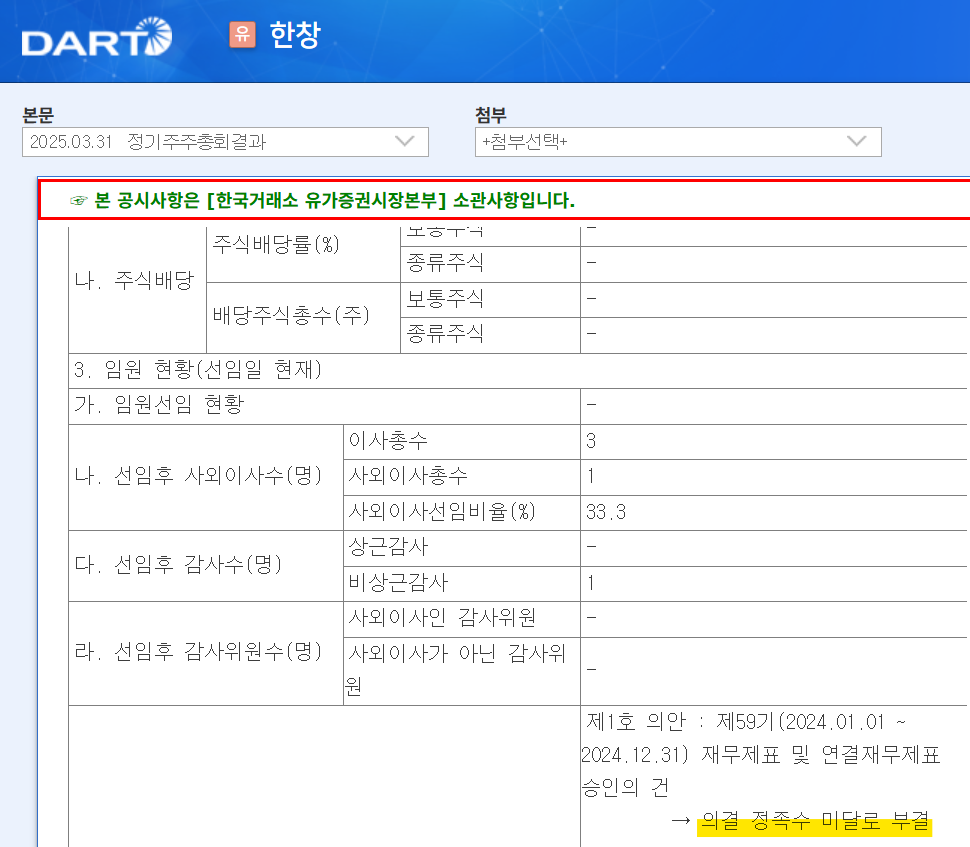 DART 유 한창
본문
첨부
2025.03.31 정기주주총회결과
+첨부선택+
☞ 본 공시사항은 [한국거래소 유가증권시장본부] 소관사항입니다.
나. 주식배당
주식배당률(%)
보통주식
-
종류주식
-
배당주식총수(주)
보통주식
-
종류주식
-
3. 임원 현황(선임일 현재)
가. 임원선임 현황
-
나. 선임후 사외이사수(명)
이사총수
3
사외이사총수
1
사외이사선임비율(%)
33.3
다. 선임후 감사수(명)
상근감사
-
비상근감사
1
라. 선임후 감사위원수(명)
사외이사인 감사위원
-
사외이사가 아닌 감사위
원
-
제1호 의안 : 제59기(2024.01.01 ~
2024.12.31) 재무제표 및 연결재무제표
승인의 건
→ 의결 정족수 미달로 부결